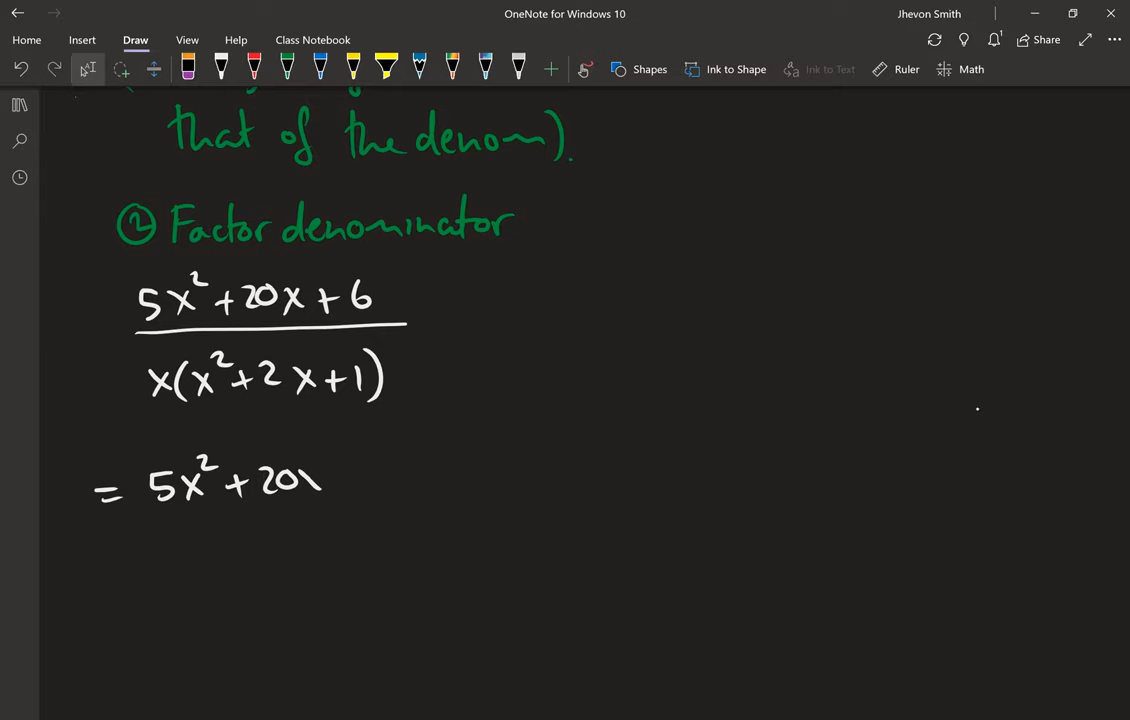 OneNote for Windows 10
Jhevon Smith
Home Insert Draw View Help Class Notebook
1 Share
Shapes Ink to Shape Ink to Text Ruler Math
that of the denom).
② Factor denominator
5x²+20x+6
x(x²+2x+1)
= 5x²+20